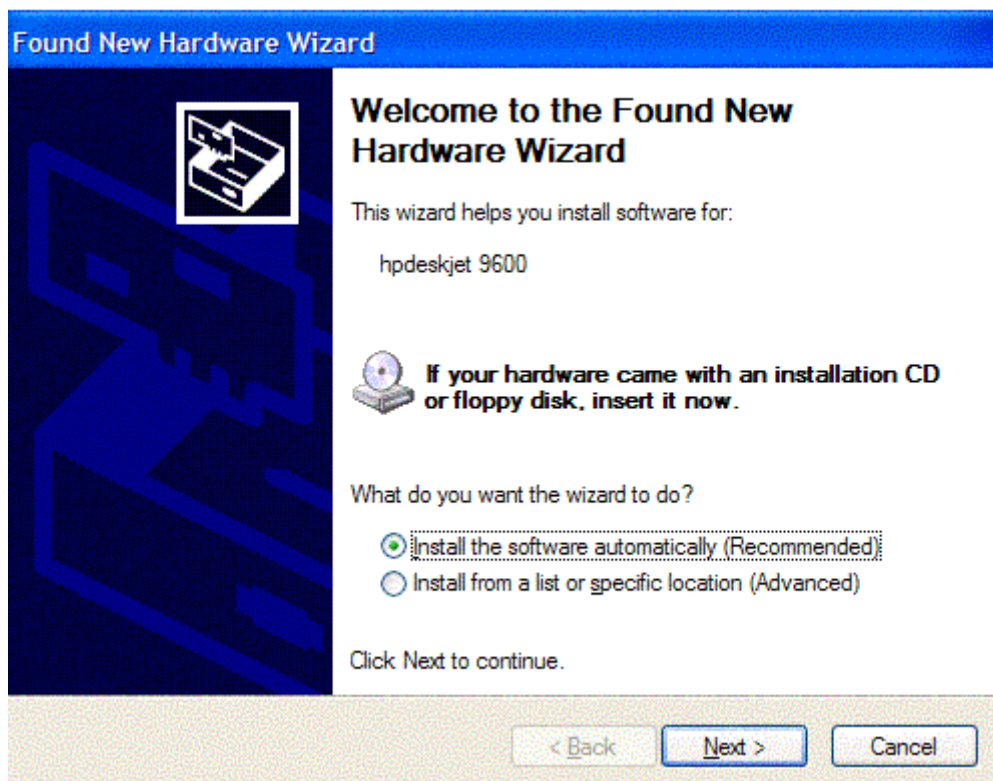 Found New Hardware Wizard
Welcome to the Found New
Hardware Wizard
This wizard helps you install software for:
hpdeskjet 9600
If your hardware came with an installation CD
or floppy disk, insert it now.
What do you want the wizard to do?
Install the software automatically (Recommended)
Install from a list or specific location (Advanced)
Click Next to continue.
< Back Next > Cancel